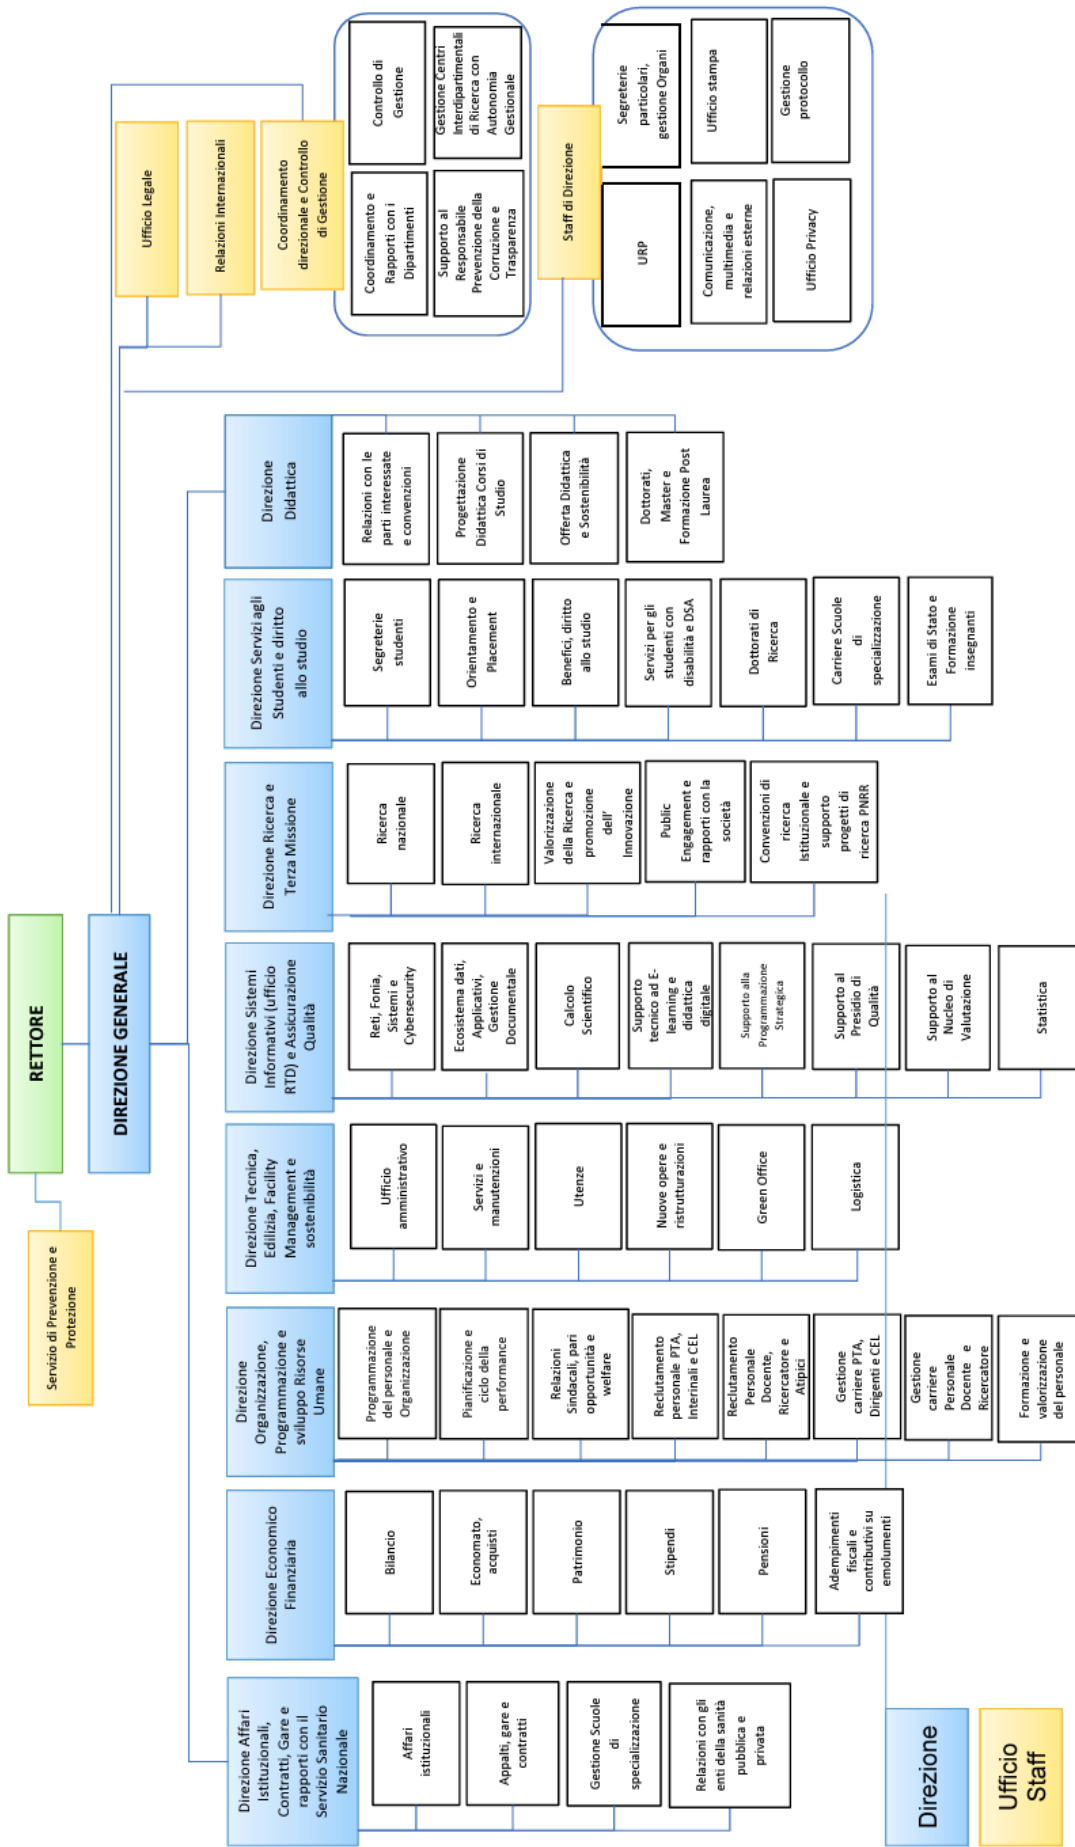 RETTORE
Servizio di Prevenzione e
Protezione
DIREZIONE GENERALE
Ufficio Legale
Relazioni Internazionali
Coordinamento
direzionale e Controllo
di Gestione
Coordinamento e
Rapporti con i
Dipartimenti
Controllo di
Gestione
Supporto al
Responsabile
Prevenzione della
Corruzione e
Trasparenza
Gestione Centri
Interdipartimentali
di Ricerca con
Autonomia
Gestionale
Staff di Direzione
URP
Segreterie
particolari,
gestione Organi
Comunicazione,
multimedia e
relazioni esterne
Ufficio stampa
Ufficio Privacy
Gestione
protocollo
Direzione Affari
Istituzionali,
Contratti, Gare e
rapporti con il
Servizio Sanitario
Nazionale
Affari
istituzionali
Appalti, gare e
contratti
Gestione Scuole
di
specializzazione
Relazioni con gli
enti della sanità
pubblica e
privata
Direzione Economico
Finanziaria
Bilancio
Economato,
acquisti
Patrimonio
Stipendi
Pensioni
Adempimenti
fiscali e
contributivi su
emolumenti
Direzione
Organizzazione,
Programmazione e
sviluppo Risorse
Umane
Programmazione
del personale e
Organizzazione
Pianificazione e
ciclo della
performance
Relazioni
Sindacali, pari
opportunità e
welfare
Reclutamento
personale PTA,
Interinali e CEL
Reclutamento
Personale
Docente,
Ricercatore e
Atipici
Gestione
carriere PTA,
Dirigenti e CEL
Gestione
carriere
Personale
Docente e
Ricercatore
Formazione e
valorizzazione
del personale
Direzione Tecnica,
Edilizia, Facility
Management e
sostenibilità
Ufficio
amministrativo
Servizi e
manutenzioni
Utenze
Nuove opere e
ristrutturazioni
Green Office
Logistica
Direzione Sistemi
Informativi (ufficio
RTD) e Assicurazione
Qualità
Reti, Fonia,
Sistemi e
Cybersecurity
Ecosistema dati,
Applicativi,
Gestione
Documentale
Calcolo
Scientifico
Supporto
tecnico ad E-
learning e
didattica
digitale
Supporto alla
Programmazione
Strategica
Supporto al
Presidio di
Qualità
Supporto al
Nucleo di
Valutazione
Statistica
Direzione Ricerca e
Terza Missione
Ricerca
nazionale
Ricerca
internazionale
Valorizzazione
della Ricerca e
promozione
dell'
Innovazione
Public
Engagement e
rapporti con la
società
Convenzioni di
ricerca
Istituzionale e
supporto
progetti di
ricerca PNRR
Direzione Servizi agli
Studenti e diritto
allo studio
Segreterie
studenti
Orientamento e
Placement
Benefici, diritto
allo studio
Servizi per gli
studenti con
disabilità e DSA
Dottorati di
Ricerca
Carriere Scuole
di
specializzazione
Esami di Stato e
Formazione
insegnanti
Direzione
Didattica
Relazioni con le
parti interessate
e convenzioni
Progettazione
Didattica Corsi di
Studio
Offerta Didattica
e Sostenibilità
Dottorati,
Master e
Formazione Post
Laurea
Direzione
Ufficio
Staff